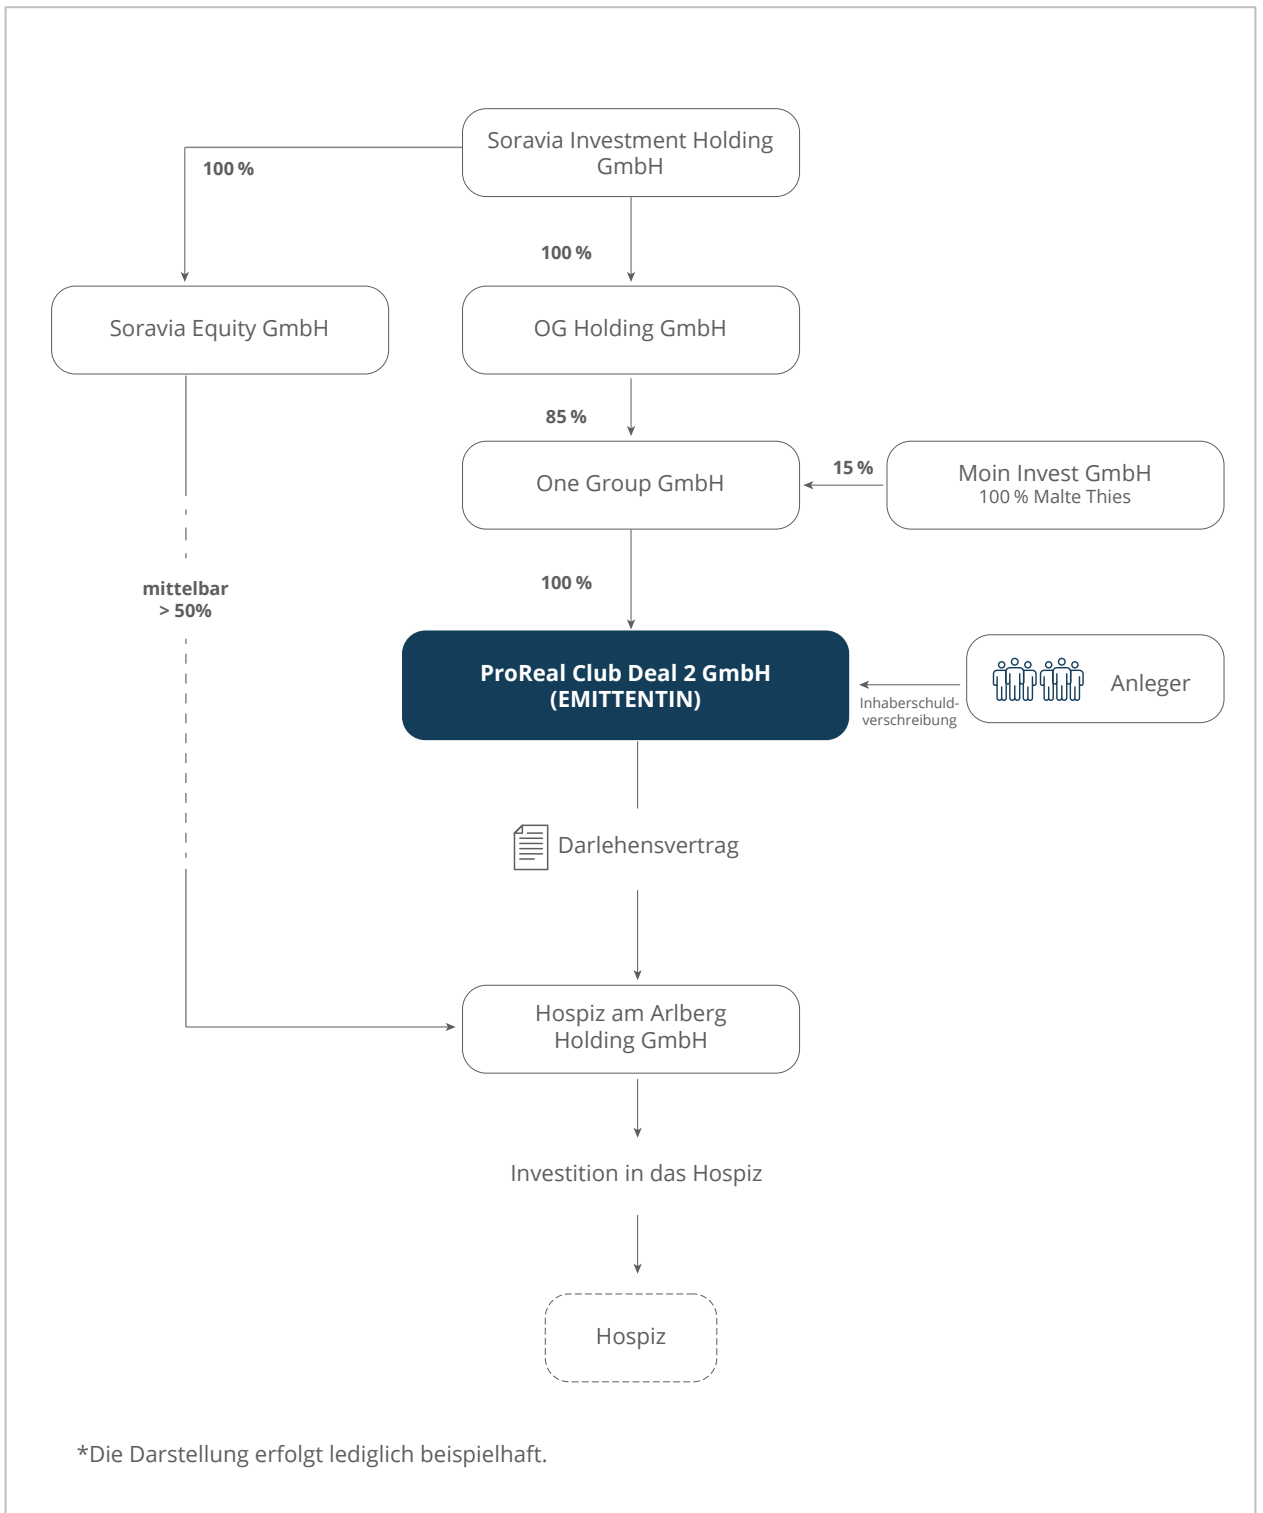 Soravia Investment Holding
GmbH
100 %
100 %
Soravia Equity GmbH
OG Holding GmbH
85 %
One Group GmbH
15 %
Moin Invest GmbH
100 % Malte Thies
100 %
mittelbar
> 50%
ProReal Club Deal 2 GmbH
(EMITTENTIN)
Inhaberschuld-
verschreibung
Anleger
Darlehensvertrag
Hospiz am Arlberg
Holding GmbH
Investition in das Hospiz
Hospiz
*Die Darstellung erfolgt lediglich beispielhaft.